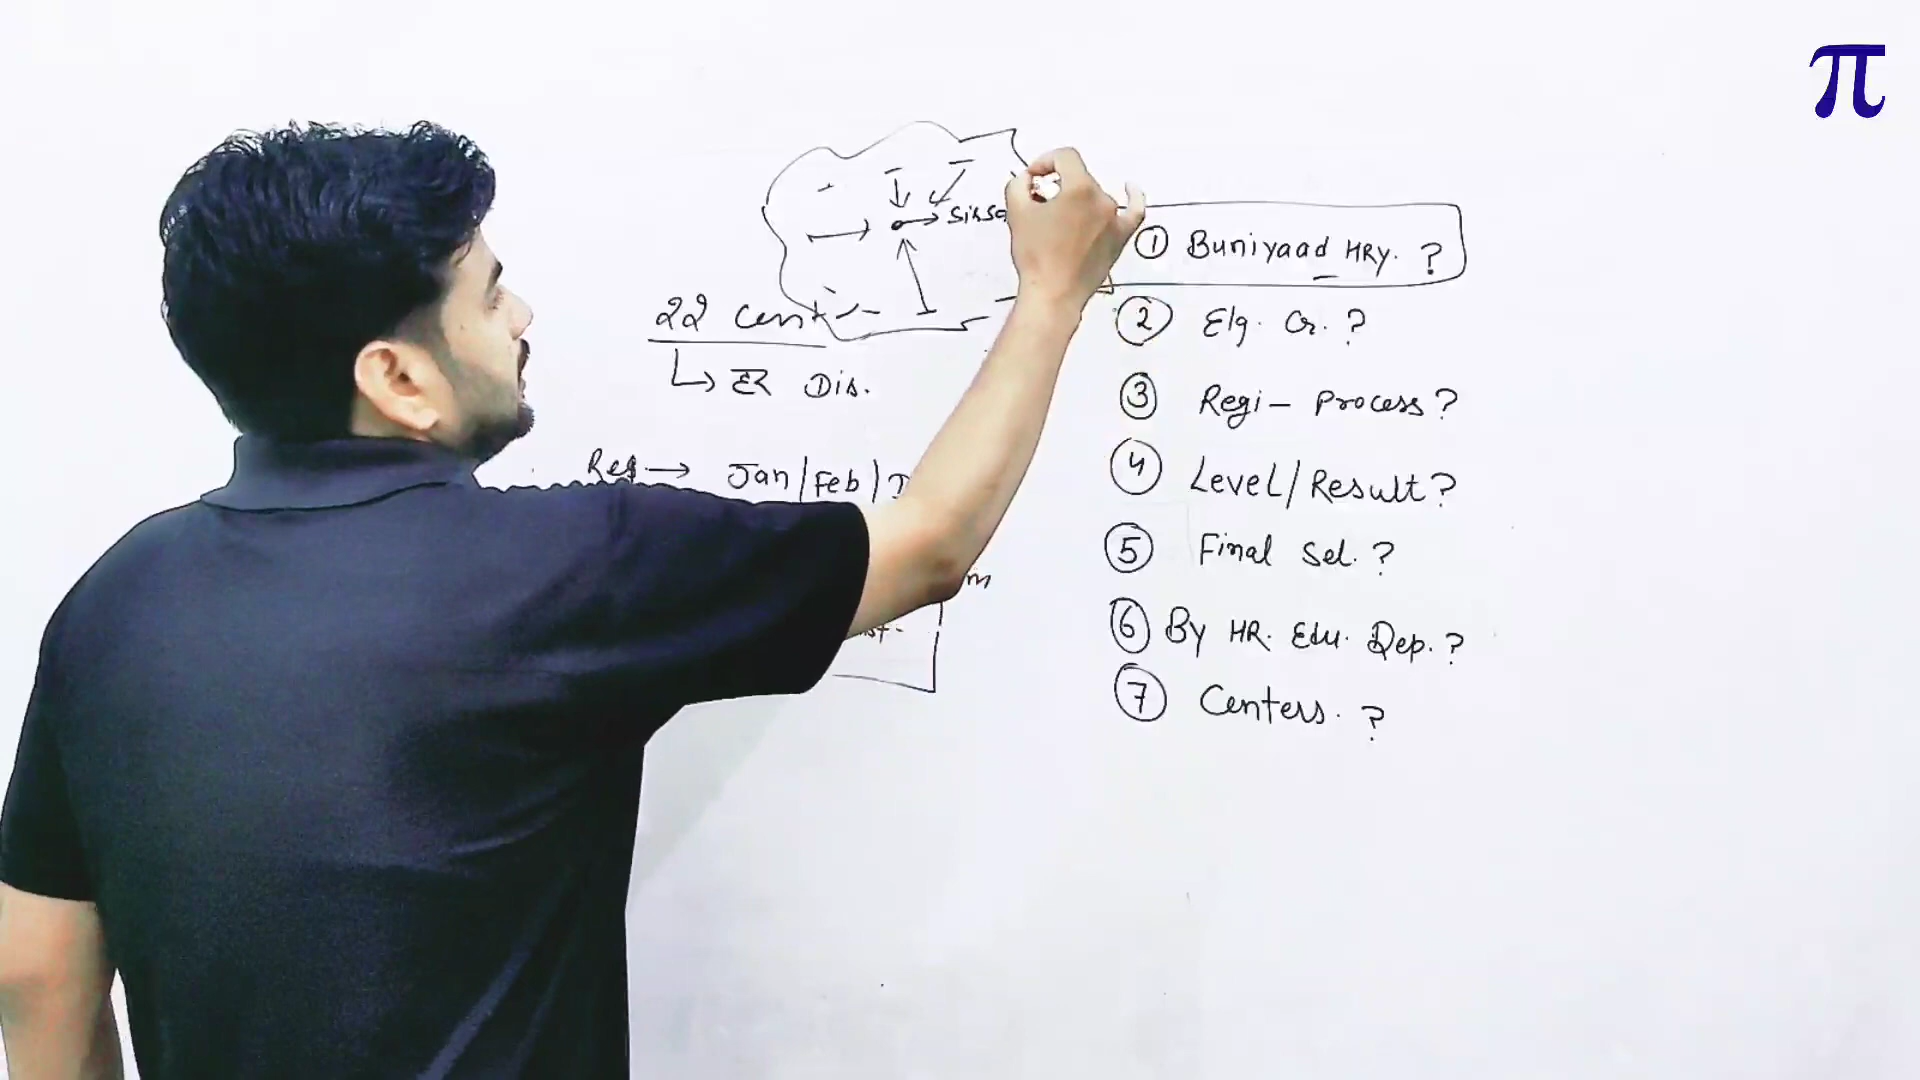 π
Sirsa
22 Cent
हर Dis.
Reg. → Jan/Feb/
① Buniyaad HRY. ?
② Elg. Cr. ?
③ Regi - Process ?
④ Level/Result ?
⑤ Final Sel. ?
⑥ By HR. Edu. Dep. ?
⑦ Centers. ?